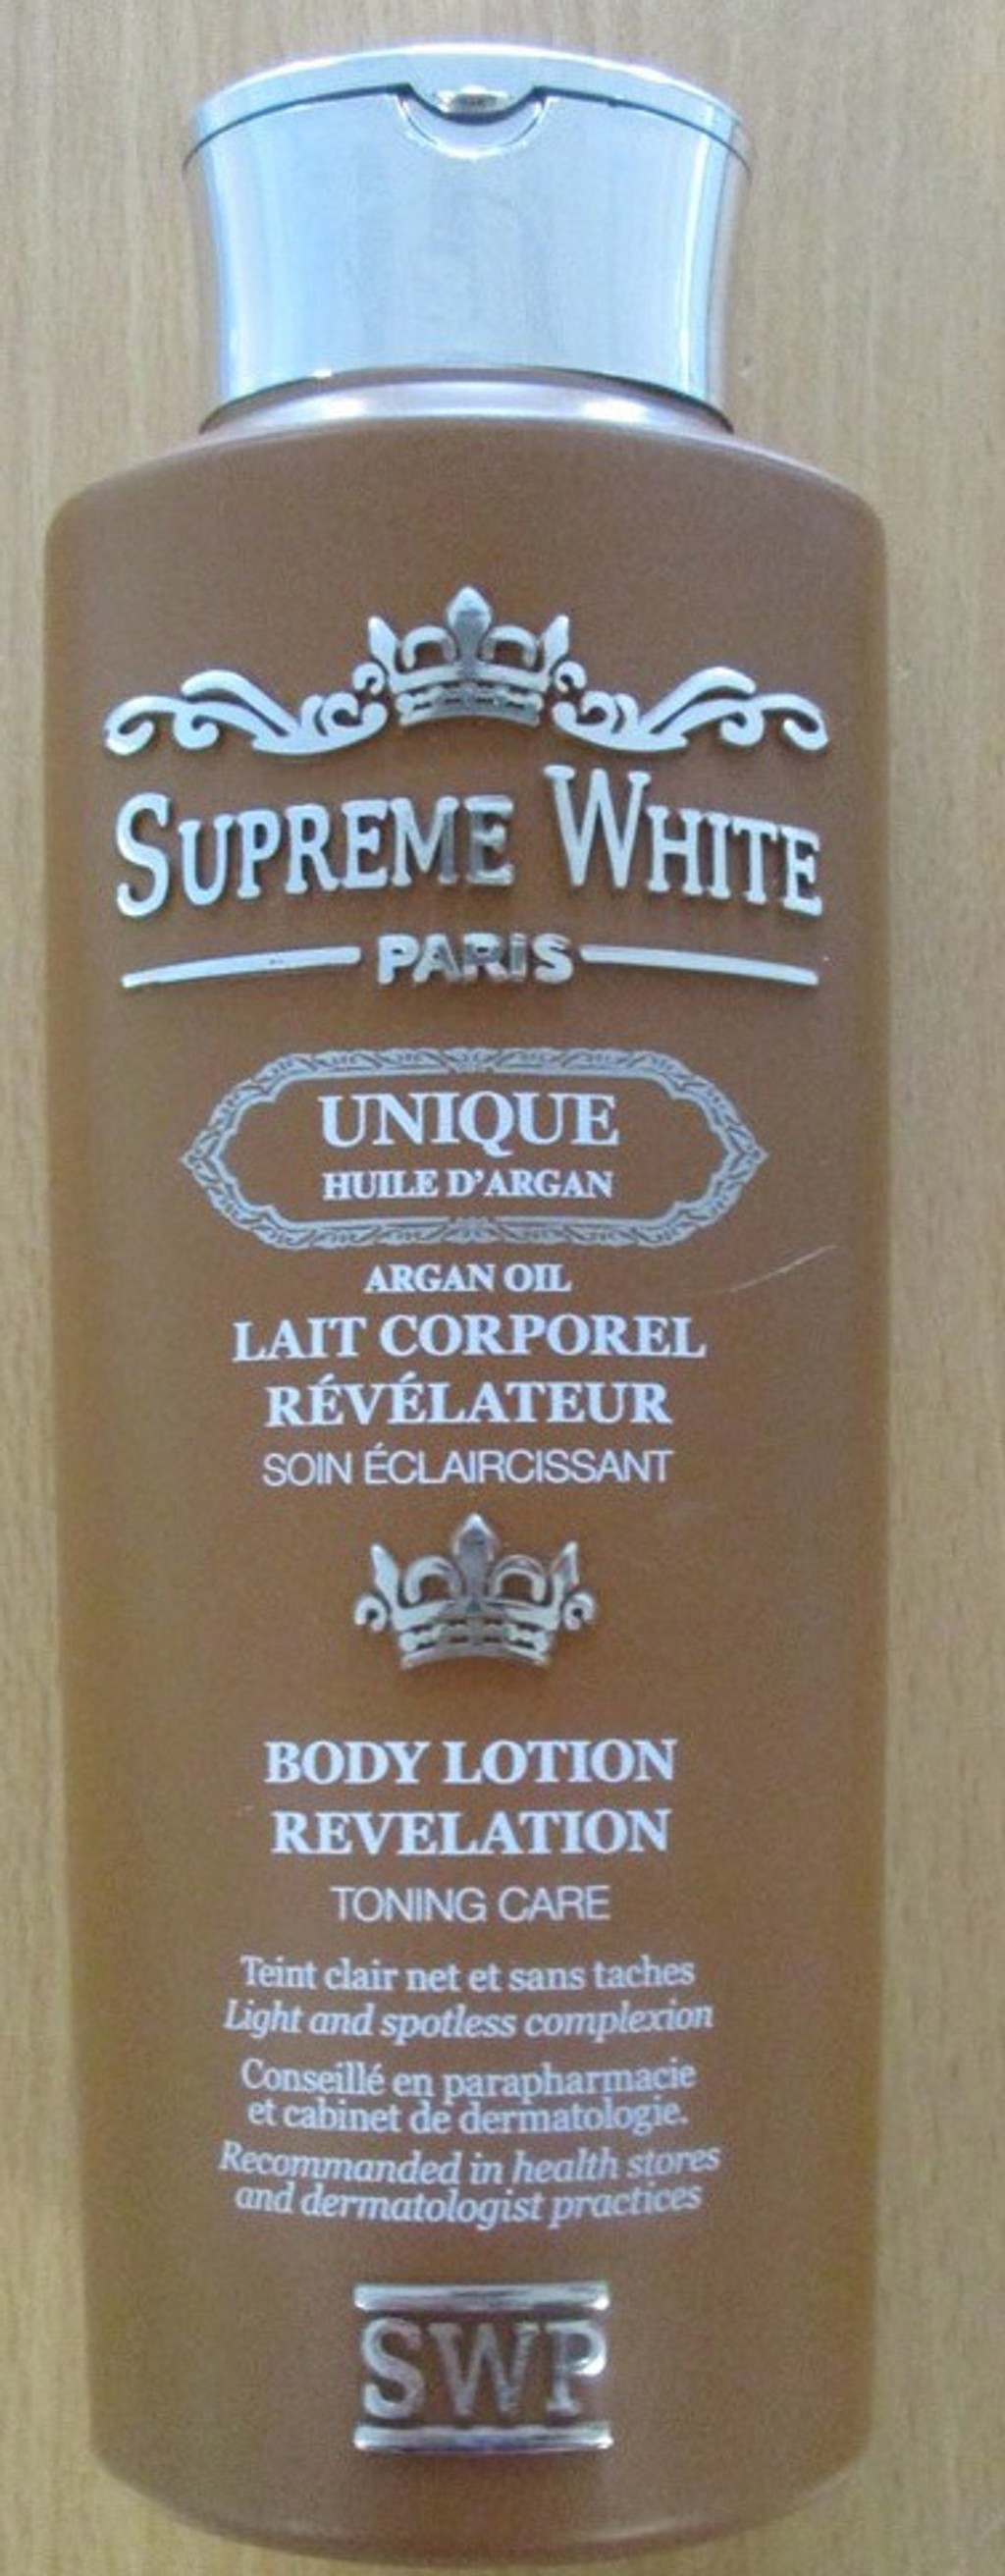 SUPREME WHITE
PARIS
UNIQUE
HUILE D'ARGAN
ARGAN OIL
LAIT CORPOREL
RÉVÉLATEUR
SOIN ÉCLAIRCISSANT
BODY LOTION
REVELATION
TONING CARE
Teint clair net et sans taches
Light and spotless complexion
Conseillé en parapharmacie
et cabinet de dermatologie.
Recommanded in health stores
and dermatologist practices
SWP